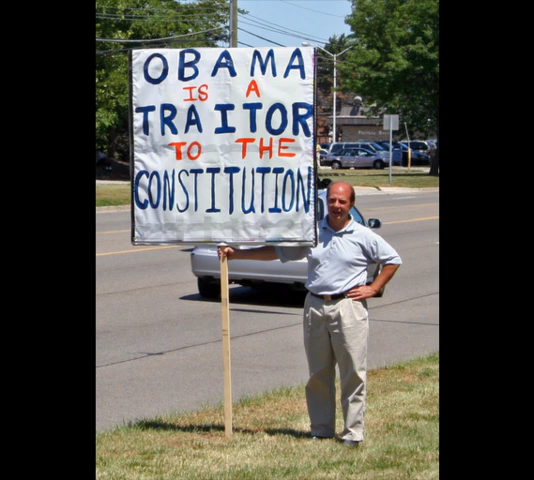 OBAMA
IS A
TRAITOR
TO THE
CONSTITUTION